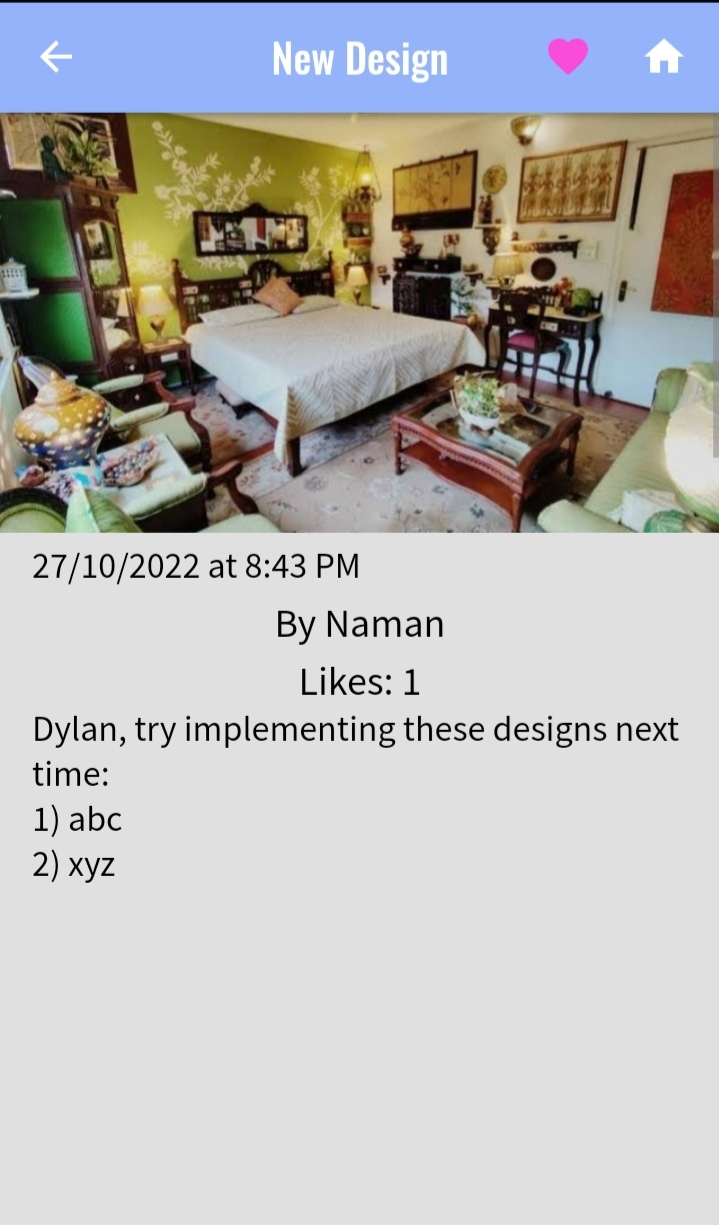 New Design
27/10/2022 at 8:43 PM
By Naman
Likes: 1
Dylan, try implementing these designs next
time:
1) abc
2) xyz